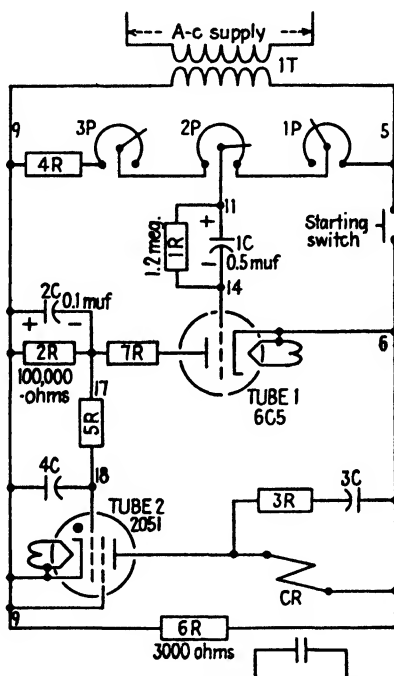 A-c supply
1T
9
3P
2P
1P
5
4R
11
+
1.2 meg.
1R
1C
Starting
switch
−
0.5 muf
14
2C
0.1 muf
+
−
2R
7R
6
100,000
ohms
17
TUBE 1
6C5
5R
4C
18
3R
3C
TUBE 2
2051
CR
9
6R
3000 ohms